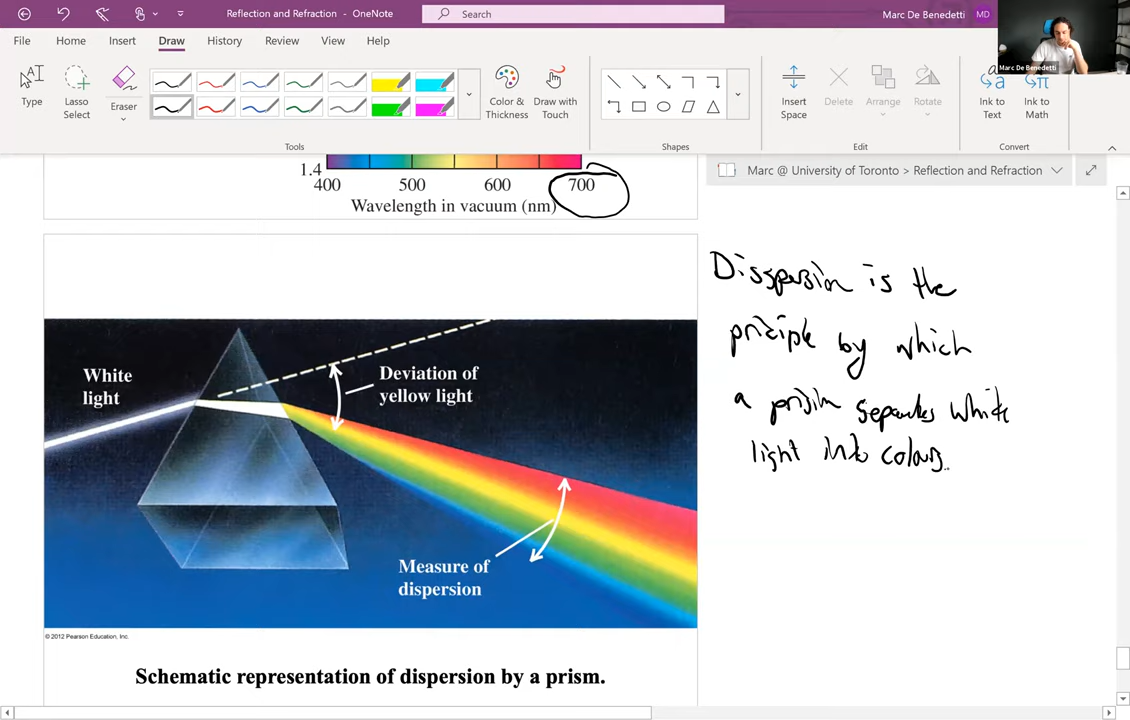 Reflection and Refraction - OneNote
Search
Marc De Benedetti
MD
Marc De Benedetti
File
Home
Insert
Draw
History
Review
View
Help
Type
Lasso
Select
Eraser
Color &
Thickness
Draw with
Touch
Insert
Space
Delete
Arrange
Rotate
Ink to
Text
Ink to
Math
Tools
Shapes
Edit
Convert
Marc @ University of Toronto > Reflection and Refraction
1.4
400
500
600
700
Wavelength in vacuum (nm)
White
light
Deviation of
yellow light
Measure of
dispersion
© 2012 Pearson Education, Inc.
Schematic representation of dispersion by a prism.
Disspersion is the
priciple by which
a prisim separates white
light into colours.